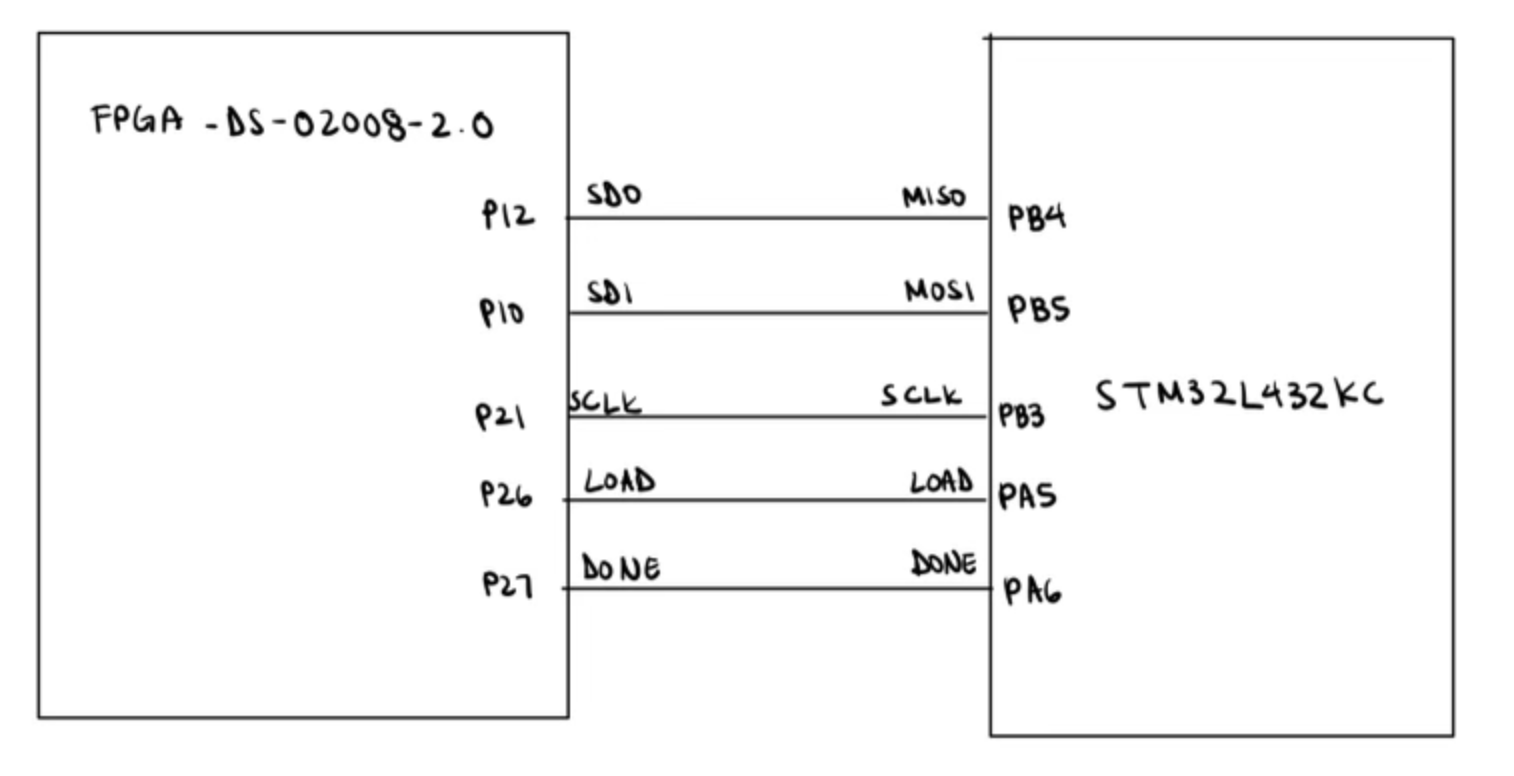 FPGA -DS-02008-2.0
P12 SDO MISO PB4
P10 SDI MOSI PB5
P21 SCLK SCLK PB3
STM32L432KC
P26 LOAD LOAD PA5
P27 DONE DONE PA6